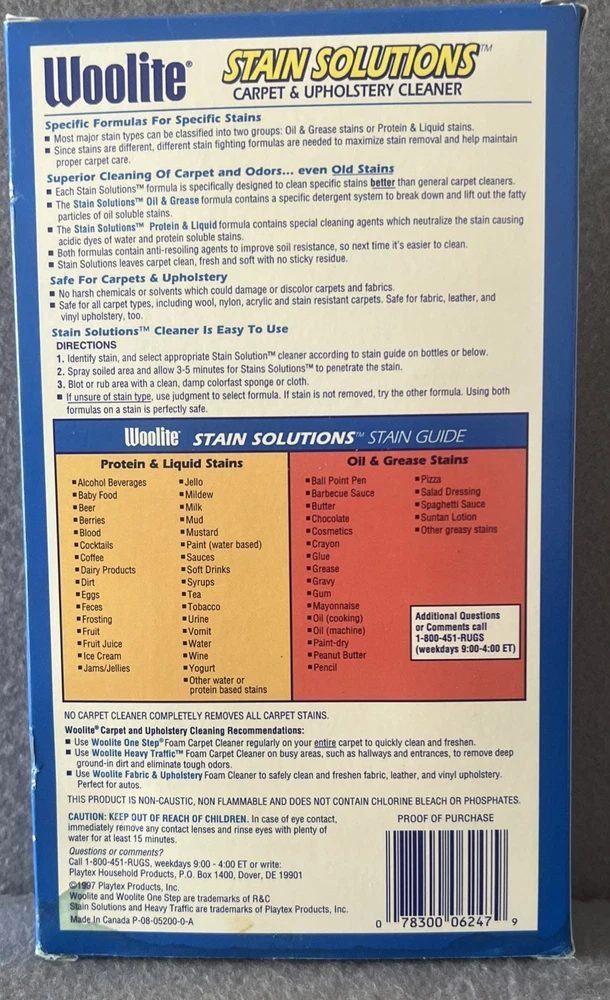 Woolite® STAIN SOLUTIONS™
CARPET & UPHOLSTERY CLEANER
Specific Formulas For Specific Stains
■ Most major stain types can be classified into two groups: Oil & Grease stains or Protein & Liquid stains.
■ Since stains are different, different stain fighting formulas are needed to maximize stain removal and help maintain
proper carpet care.
Superior Cleaning Of Carpet and Odors... even Old Stains
■ Each Stain Solutions™ formula is specifically designed to clean specific stains better than general carpet cleaners.
■ The Stain Solutions™ Oil & Grease formula contains a specific detergent system to break down and lift out the fatty
particles of oil soluble stains.
■ The Stain Solutions™ Protein & Liquid formula contains special cleaning agents which neutralize the stain causing
acidic dyes of water and protein soluble stains.
■ Both formulas contain anti-resoiling agents to improve soil resistance, so next time it's easier to clean.
■ Stain Solutions leaves carpet clean, fresh and soft with no sticky residue.
Safe For Carpets & Upholstery
■ No harsh chemicals or solvents which could damage or discolor carpets and fabrics.
■ Safe for all carpet types, including wool, nylon, acrylic and stain resistant carpets. Safe for fabric, leather, and
vinyl upholstery, too.
Stain Solutions™ Cleaner Is Easy To Use
DIRECTIONS
1. Identify stain, and select appropriate Stain Solution™ cleaner according to stain guide on bottles or below.
2. Spray soiled area and allow 3-5 minutes for Stains Solutions™ to penetrate the stain.
3. Blot or rub area with a clean, damp colorfast sponge or cloth.
■ If unsure of stain type, use judgment to select formula. If stain is not removed, try the other formula. Using both
formulas on a stain is perfectly safe.
Woolite® STAIN SOLUTIONS™ STAIN GUIDE
Protein & Liquid Stains
■ Alcohol Beverages
■ Baby Food
■ Beer
■ Berries
■ Blood
■ Cocktails
■ Coffee
■ Dairy Products
■ Dirt
■ Eggs
■ Feces
■ Frosting
■ Fruit
■ Fruit Juice
■ Ice Cream
■ Jams/Jellies
■ Jello
■ Mildew
■ Milk
■ Mud
■ Mustard
■ Paint (water based)
■ Sauces
■ Soft Drinks
■ Syrups
■ Tea
■ Tobacco
■ Urine
■ Vomit
■ Water
■ Wine
■ Yogurt
■ Other water or
protein based stains
Oil & Grease Stains
■ Ball Point Pen
■ Barbecue Sauce
■ Butter
■ Chocolate
■ Cosmetics
■ Crayon
■ Glue
■ Grease
■ Gravy
■ Gum
■ Mayonnaise
■ Oil (cooking)
■ Oil (machine)
■ Paint-dry
■ Peanut Butter
■ Pencil
■ Pizza
■ Salad Dressing
■ Spaghetti Sauce
■ Suntan Lotion
■ Other greasy stains
Additional Questions
or Comments call
1-800-451-RUGS
(weekdays 9:00-4:00 ET)
NO CARPET CLEANER COMPLETELY REMOVES ALL CARPET STAINS.
Woolite® Carpet and Upholstery Cleaning Recommendations:
■ Use Woolite One Step® Foam Carpet Cleaner regularly on your entire carpet to quickly clean and freshen.
■ Use Woolite Heavy Traffic™ Foam Carpet Cleaner on busy areas, such as hallways and entrances, to remove deep
ground-in dirt and eliminate tough odors.
■ Use Woolite Fabric & Upholstery Foam Cleaner to safely clean and freshen fabric, leather, and vinyl upholstery.
Perfect for autos.
THIS PRODUCT IS NON-CAUSTIC, NON FLAMMABLE AND DOES NOT CONTAIN CHLORINE BLEACH OR PHOSPHATES.
CAUTION: KEEP OUT OF REACH OF CHILDREN. In case of eye contact,
immediately remove any contact lenses and rinse eyes with plenty of
water for at least 15 minutes.
Questions or comments?
Call 1-800-451-RUGS, weekdays 9:00 - 4:00 ET or write:
Playtex Household Products, P.O. Box 1400, Dover, DE 19901
©1997 Playtex Products, Inc.
Woolite and Woolite One Step are trademarks of R&C
Stain Solutions and Heavy Traffic are trademarks of Playtex Products, Inc.
Made In Canada P-08-05200-0-A
PROOF OF PURCHASE
0 78300 06247 9